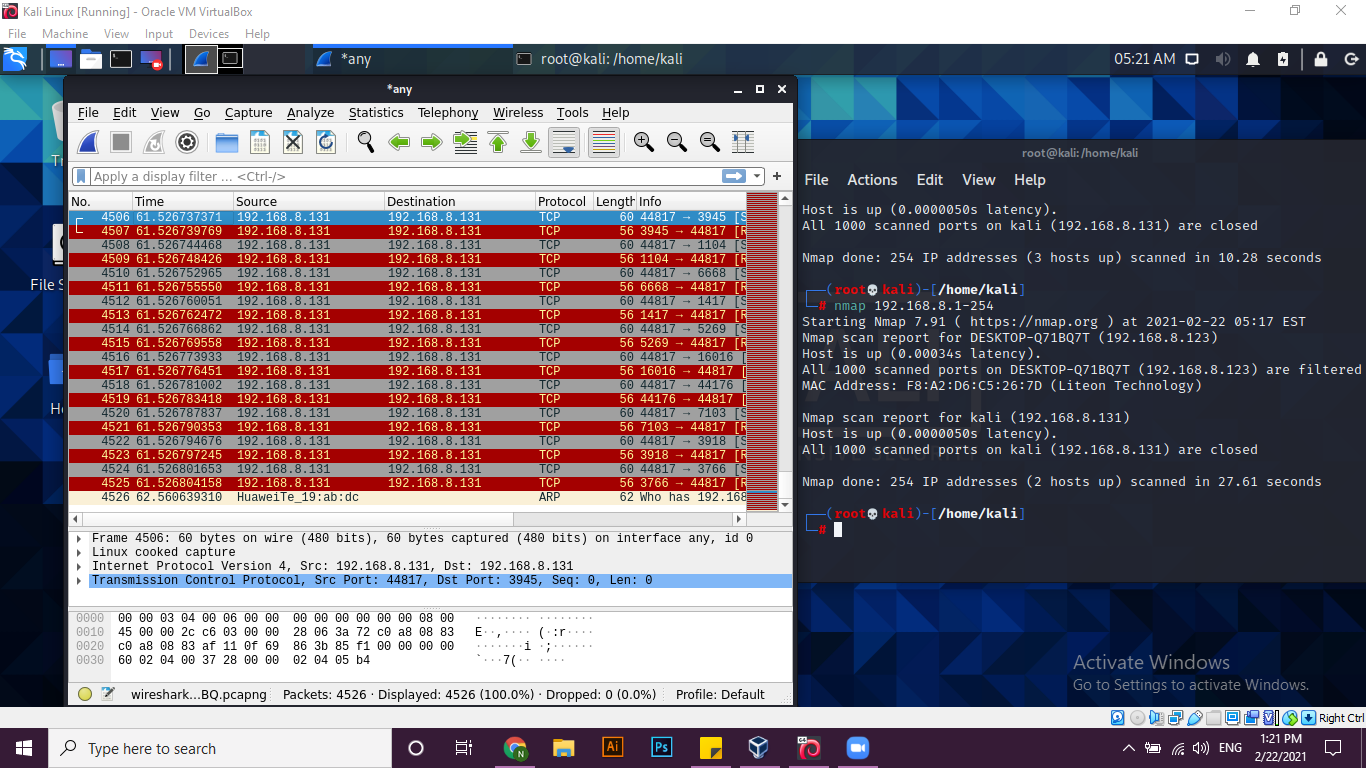 Kali Linux [Running] - Oracle VM VirtualBox
File Machine View Input Devices Help
*any
root@kali: /home/kali
05:21 AM
*any
File Edit View Go Capture Analyze Statistics Telephony Wireless Tools Help
Apply a display filter ... <Ctrl-/>
No. Time Source Destination Protocol Length Info
4506 61.526737371 192.168.8.131 192.168.8.131 TCP 60 44817 → 3945 [S
4507 61.526739769 192.168.8.131 192.168.8.131 TCP 56 3945 → 44817 [R
4508 61.526744468 192.168.8.131 192.168.8.131 TCP 60 44817 → 1104 [S
4509 61.526748426 192.168.8.131 192.168.8.131 TCP 56 1104 → 44817 [R
4510 61.526752965 192.168.8.131 192.168.8.131 TCP 60 44817 → 6668 [S
4511 61.526755550 192.168.8.131 192.168.8.131 TCP 56 6668 → 44817 [R
4512 61.526760051 192.168.8.131 192.168.8.131 TCP 60 44817 → 1417 [S
4513 61.526762472 192.168.8.131 192.168.8.131 TCP 56 1417 → 44817 [R
4514 61.526766862 192.168.8.131 192.168.8.131 TCP 60 44817 → 5269 [S
4515 61.526769558 192.168.8.131 192.168.8.131 TCP 56 5269 → 44817 [R
4516 61.526773933 192.168.8.131 192.168.8.131 TCP 60 44817 → 16016 [
4517 61.526776451 192.168.8.131 192.168.8.131 TCP 56 16016 → 44817 [
4518 61.526781002 192.168.8.131 192.168.8.131 TCP 60 44817 → 44176 [
4519 61.526783418 192.168.8.131 192.168.8.131 TCP 56 44176 → 44817 [
4520 61.526787837 192.168.8.131 192.168.8.131 TCP 60 44817 → 7103 [S
4521 61.526790353 192.168.8.131 192.168.8.131 TCP 56 7103 → 44817 [R
4522 61.526794676 192.168.8.131 192.168.8.131 TCP 60 44817 → 3918 [S
4523 61.526797245 192.168.8.131 192.168.8.131 TCP 56 3918 → 44817 [R
4524 61.526801653 192.168.8.131 192.168.8.131 TCP 60 44817 → 3766 [S
4525 61.526804158 192.168.8.131 192.168.8.131 TCP 56 3766 → 44817 [R
4526 62.560639310 HuaweiTe_19:ab:dc ARP 62 Who has 192.168
Frame 4506: 60 bytes on wire (480 bits), 60 bytes captured (480 bits) on interface any, id 0
Linux cooked capture
Internet Protocol Version 4, Src: 192.168.8.131, Dst: 192.168.8.131
Transmission Control Protocol, Src Port: 44817, Dst Port: 3945, Seq: 0, Len: 0
0000 00 00 03 04 00 06 00 00 00 00 00 00 00 00 08 00 ········ ········
0010 45 00 00 2c c6 03 00 00 28 06 3a 72 c0 a8 08 83 E··,···· (·:r····
0020 c0 a8 08 83 af 11 0f 69 86 3b 85 f1 00 00 00 00 ·······i ·;······
0030 60 02 04 00 37 28 00 00 02 04 05 b4 `···7(·· ····
wireshark...BQ.pcapng Packets: 4526 · Displayed: 4526 (100.0%) · Dropped: 0 (0.0%) Profile: Default
root@kali: /home/kali
File Actions Edit View Help
Host is up (0.0000050s latency).
All 1000 scanned ports on kali (192.168.8.131) are closed
Nmap done: 254 IP addresses (3 hosts up) scanned in 10.28 seconds
(root💀kali)-[/home/kali]
# nmap 192.168.8.1-254
Starting Nmap 7.91 ( https://nmap.org ) at 2021-02-22 05:17 EST
Nmap scan report for DESKTOP-Q71BQ7T (192.168.8.123)
Host is up (0.00034s latency).
All 1000 scanned ports on DESKTOP-Q71BQ7T (192.168.8.123) are filtered
MAC Address: F8:A2:D6:C5:26:7D (Liteon Technology)
Nmap scan report for kali (192.168.8.131)
Host is up (0.0000050s latency).
All 1000 scanned ports on kali (192.168.8.131) are closed
Nmap done: 254 IP addresses (2 hosts up) scanned in 27.61 seconds
(root💀kali)-[/home/kali]
#
Tr
File S
Ho
Activate Windows
Go to Settings to activate Windows.
Right Ctrl
Type here to search
N
Ai
Ps
64
64
ENG
1:21 PM
2/22/2021